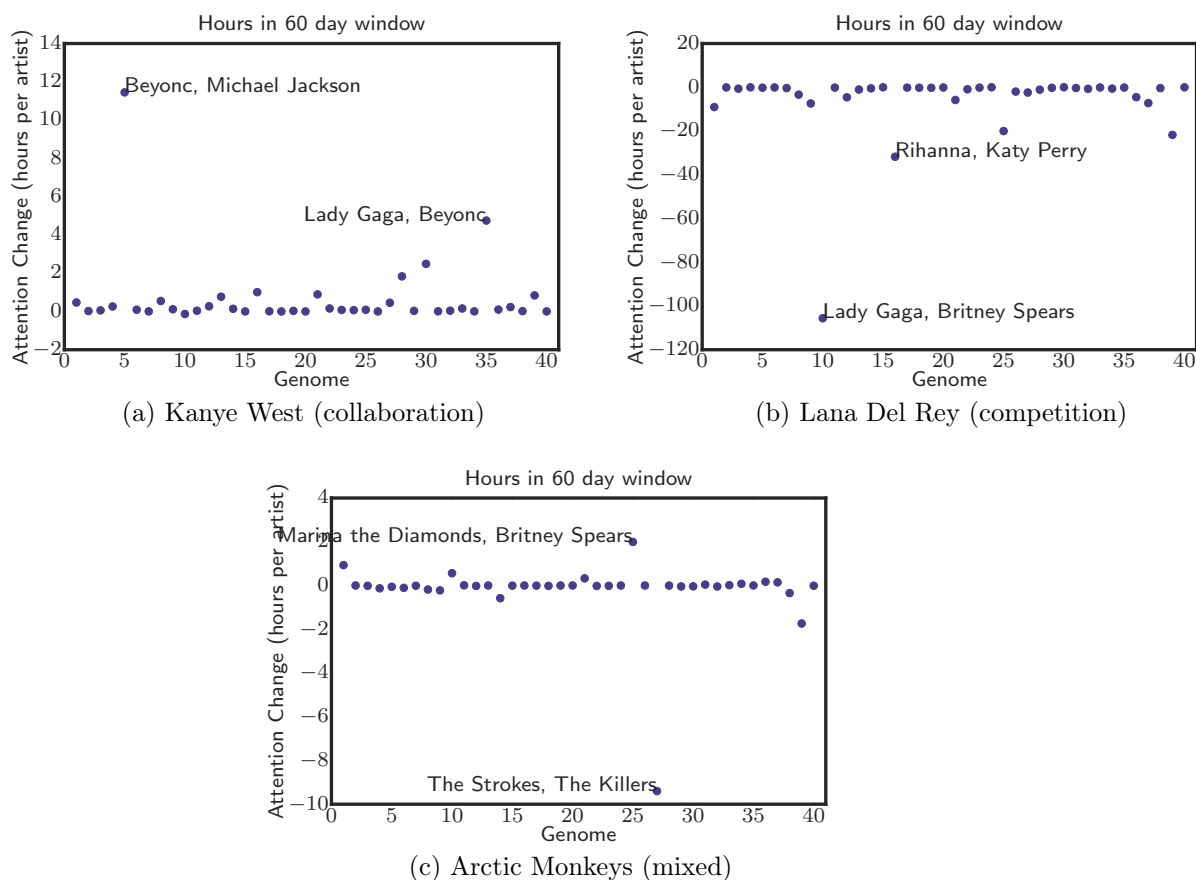 Hours in 60 day window
Attention Change (hours per artist)
14
12
10
8
6
4
2
0
−2
Beyonc, Michael Jackson
Lady Gaga, Beyonc
0 5 10 15 20 25 30 35 40
Genome
(a) Kanye West (collaboration)
Hours in 60 day window
Attention Change (hours per artist)
20
0
−20
−40
−60
−80
−100
−120
Rihanna, Katy Perry
Lady Gaga, Britney Spears
0 5 10 15 20 25 30 35 40
Genome
(b) Lana Del Rey (competition)
Hours in 60 day window
Attention Change (hours per artist)
4
2
0
−2
−4
−6
−8
−10
Marina the Diamonds, Britney Spears
The Strokes, The Killers
0 5 10 15 20 25 30 35 40
Genome
(c) Arctic Monkeys (mixed)